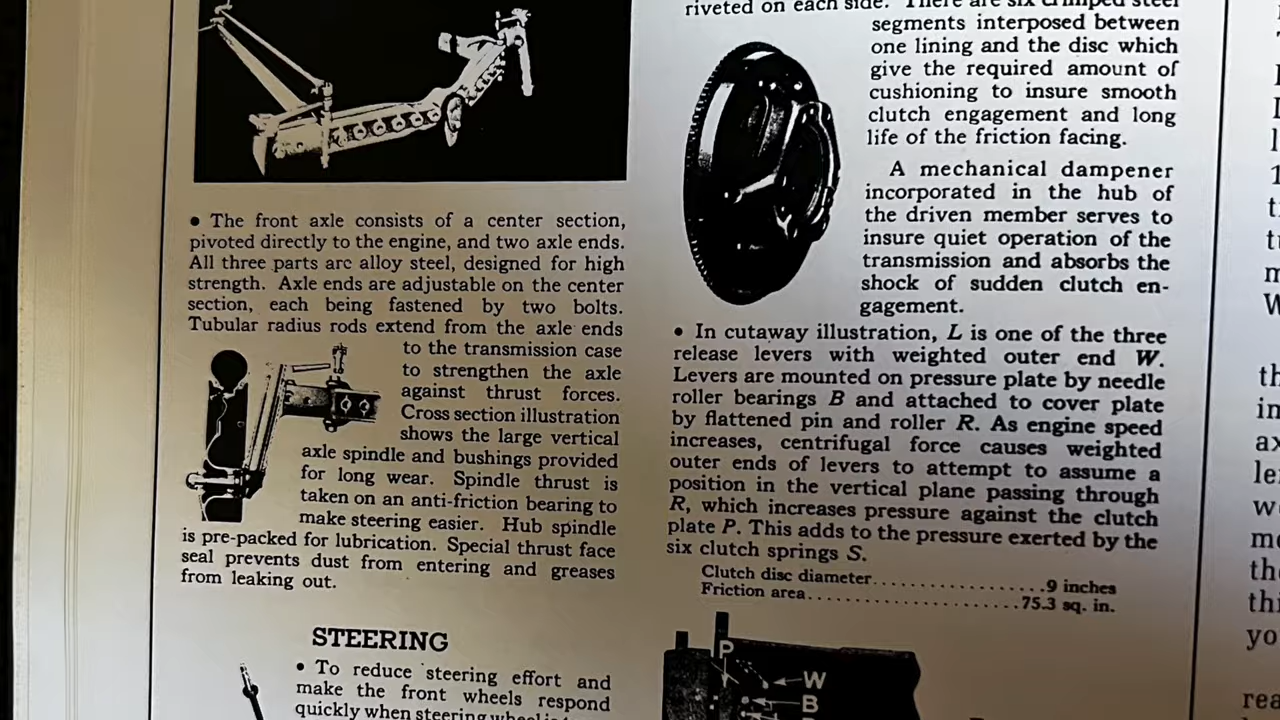 • The front axle consists of a center section,
pivoted directly to the engine, and two axle ends.
All three parts are alloy steel, designed for high
strength. Axle ends are adjustable on the center
section, each being fastened by two bolts.
Tubular radius rods extend from the axle ends
to the transmission case
to strengthen the axle
against thrust forces.
Cross section illustration
shows the large vertical
axle spindle and bushings provided
for long wear. Spindle thrust is
taken on an anti-friction bearing to
make steering easier. Hub spindle
is pre-packed for lubrication. Special thrust face
seal prevents dust from entering and greases
from leaking out.
STEERING
• To reduce steering effort and
make the front wheels respond
quickly when steering wheel is
riveted on each side. There are six crimped steel
segments interposed between
one lining and the disc which
give the required amount of
cushioning to insure smooth
clutch engagement and long
life of the friction facing.
A mechanical dampener
incorporated in the hub of
the driven member serves to
insure quiet operation of the
transmission and absorbs the
shock of sudden clutch en-
gagement.
• In cutaway illustration, L is one of the three
release levers with weighted outer end W.
Levers are mounted on pressure plate by needle
roller bearings B and attached to cover plate
by flattened pin and roller R. As engine speed
increases, centrifugal force causes weighted
outer ends of levers to attempt to assume a
position in the vertical plane passing through
R, which increases pressure against the clutch
plate P. This adds to the pressure exerted by the
six clutch springs S.
Clutch disc diameter................9 inches
Friction area.....................75.3 sq. in.
P
W
B